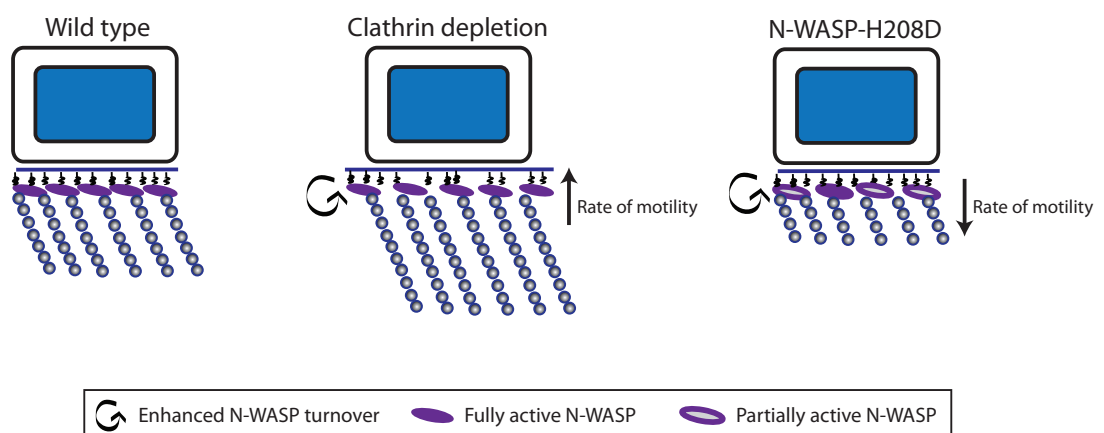 Wild type
Clathrin depletion
N-WASP-H208D
Rate of motility
Rate of motility
Enhanced N-WASP turnover
Fully active N-WASP
Partially active N-WASP